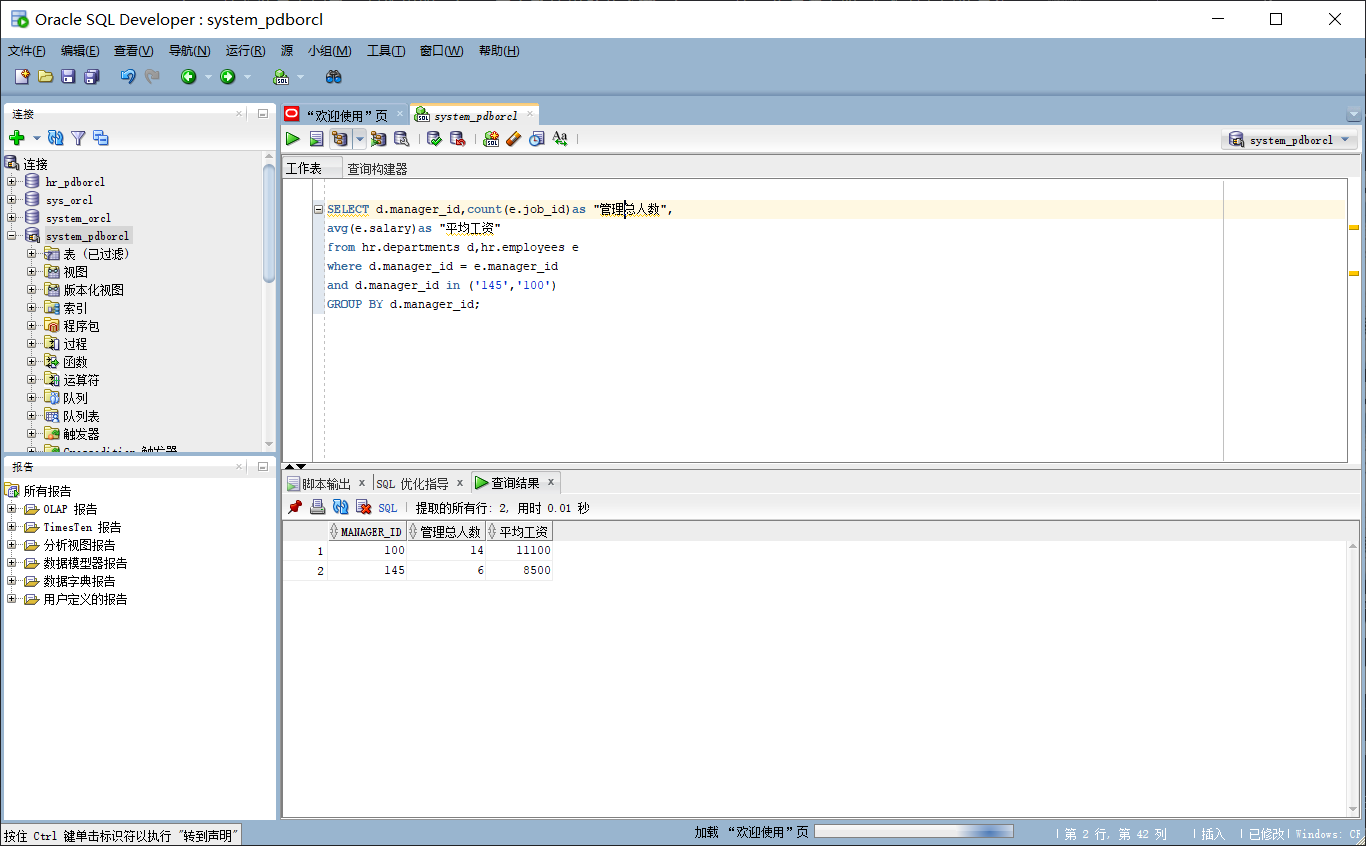 Oracle SQL Developer : system_pdborcl
文件(F) 编辑(E) 查看(V) 导航(N) 运行(R) 源 小组(M) 工具(T) 窗口(W) 帮助(H)
连接
连接
hr_pdborcl
sys_orcl
system_orcl
system_pdborcl
表 (已过滤)
视图
版本化视图
索引
程序包
过程
函数
运算符
队列
队列表
触发器
Crossedition 触发器
报告
所有报告
OLAP 报告
TimesTen 报告
分析视图报告
数据模型器报告
数据字典报告
用户定义的报告
“欢迎使用”页 system_pdborcl
system_pdborcl
工作表 查询构建器
SELECT d.manager_id,count(e.job_id)as "管理总人数",
avg(e.salary)as "平均工资"
from hr.departments d,hr.employees e
where d.manager_id = e.manager_id
and d.manager_id in ('145','100')
GROUP BY d.manager_id;
脚本输出 SQL 优化指导 查询结果
SQL 提取的所有行: 2, 用时 0.01 秒
MANAGER_ID 管理总人数 平均工资
1 100 14 11100
2 145 6 8500
按住 Ctrl 键单击标识符以执行 "转到声明" 加载 “欢迎使用”页 第 2 行, 第 42 列 插入 已修改 Windows: CF